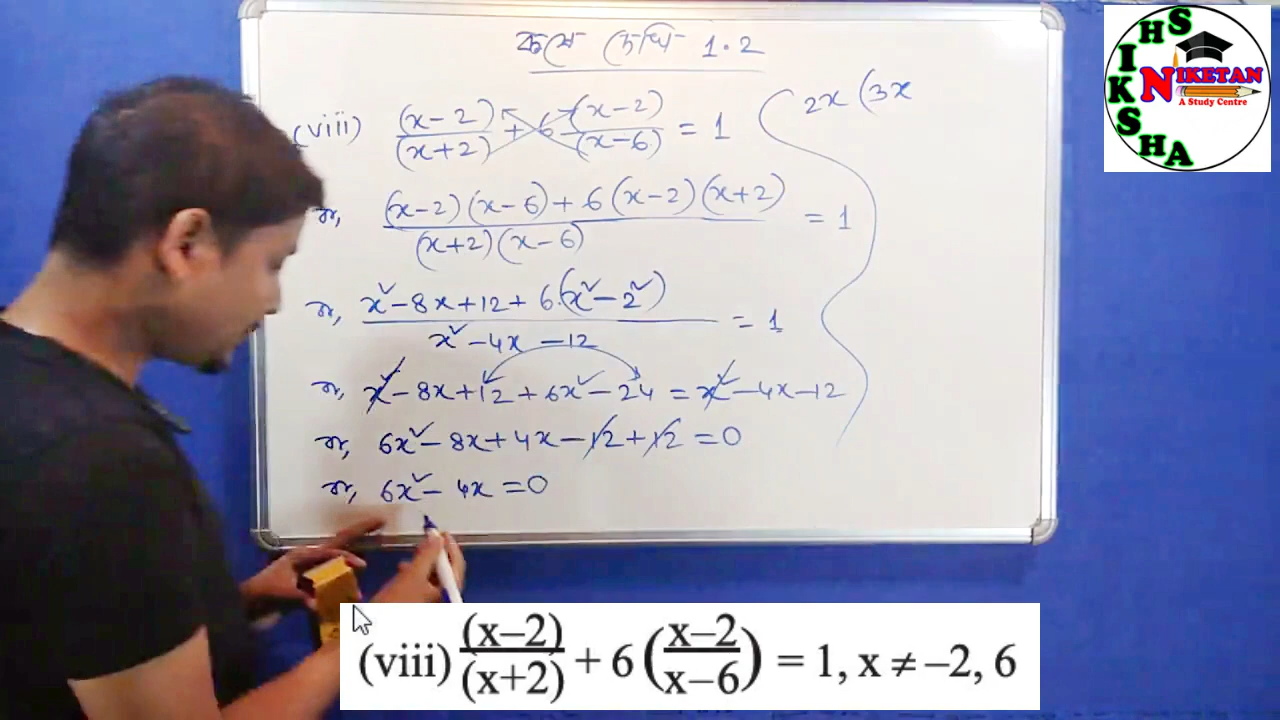 কষে দেখি 1.2
(viii) (x-2)/(x+2) + 6 (x-2)/(x-6) = 1
বা, ((x-2)(x-6) + 6(x-2)(x+2))/((x+2)(x-6)) = 1
বা, (x²-8x+12+6.(x²-2²))/(x²-4x-12) = 1
বা, x²-8x+12+6x²-24 = x²-4x-12
বা, 6x²-8x+4x-12+12 = 0
বা, 6x²-4x = 0
2x (3x
SHIKSHA
NIKETAN
A Study Centre
(viii) (x–2)/(x+2) + 6 ((x–2)/(x–6)) = 1, x ≠ –2, 6